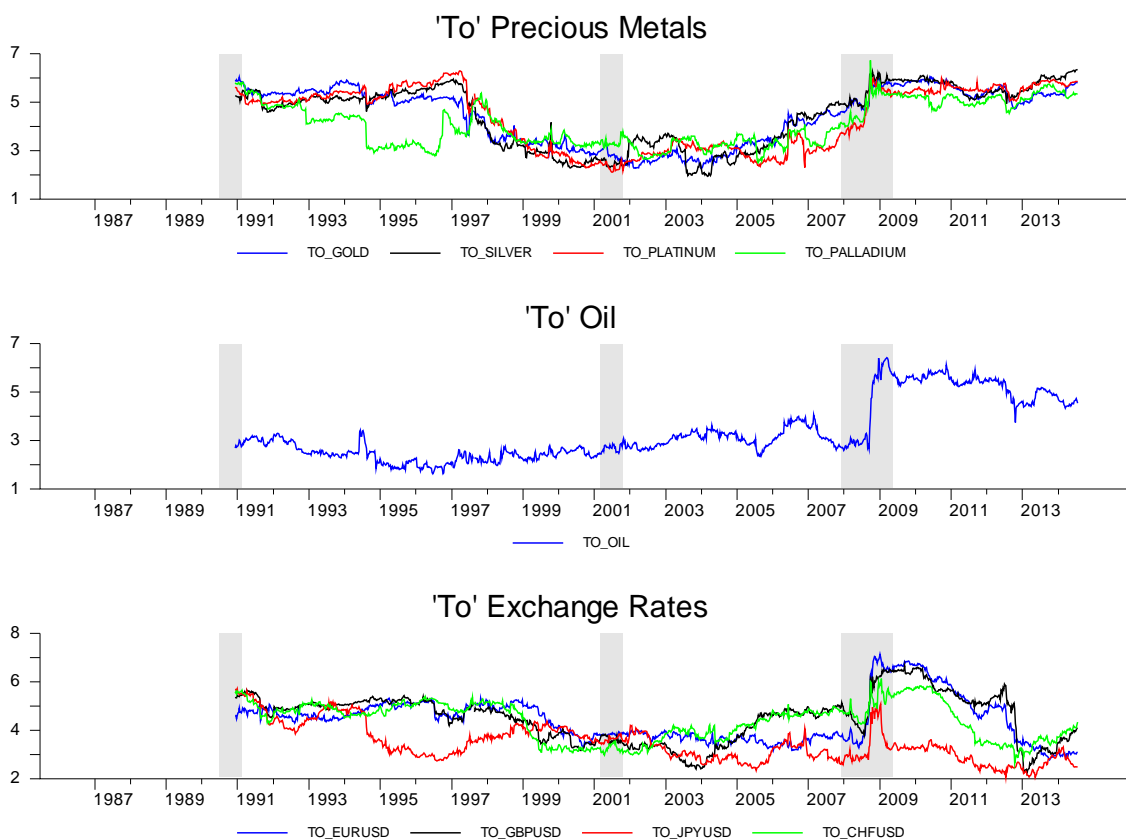 'To' Precious Metals
7
5
3
1
1987 1989 1991 1993 1995 1997 1999 2001 2003 2005 2007 2009 2011 2013
TO_GOLD TO_SILVER TO_PLATINUM TO_PALLADIUM
'To' Oil
7
5
3
1
1987 1989 1991 1993 1995 1997 1999 2001 2003 2005 2007 2009 2011 2013
TO_OIL
'To' Exchange Rates
8
6
4
2
1987 1989 1991 1993 1995 1997 1999 2001 2003 2005 2007 2009 2011 2013
TO_EURUSD TO_GBPUSD TO_JPYUSD TO_CHFUSD